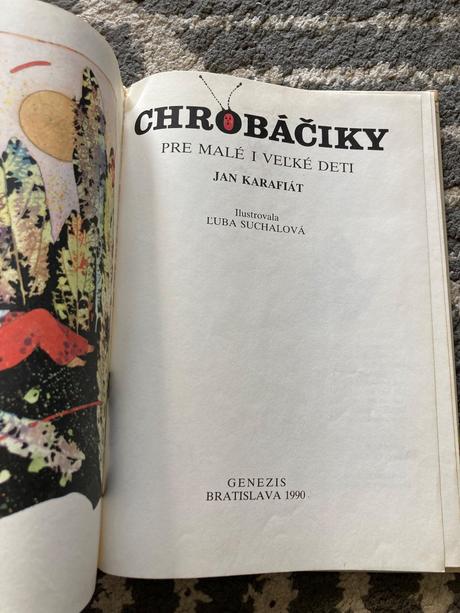 CHROBÁČIKY
PRE MALÉ I VEĽKÉ DETI
JAN KARAFIÁT
Ilustrovala
ĽUBA SUCHALOVÁ
GENEZIS
BRATISLAVA 1990